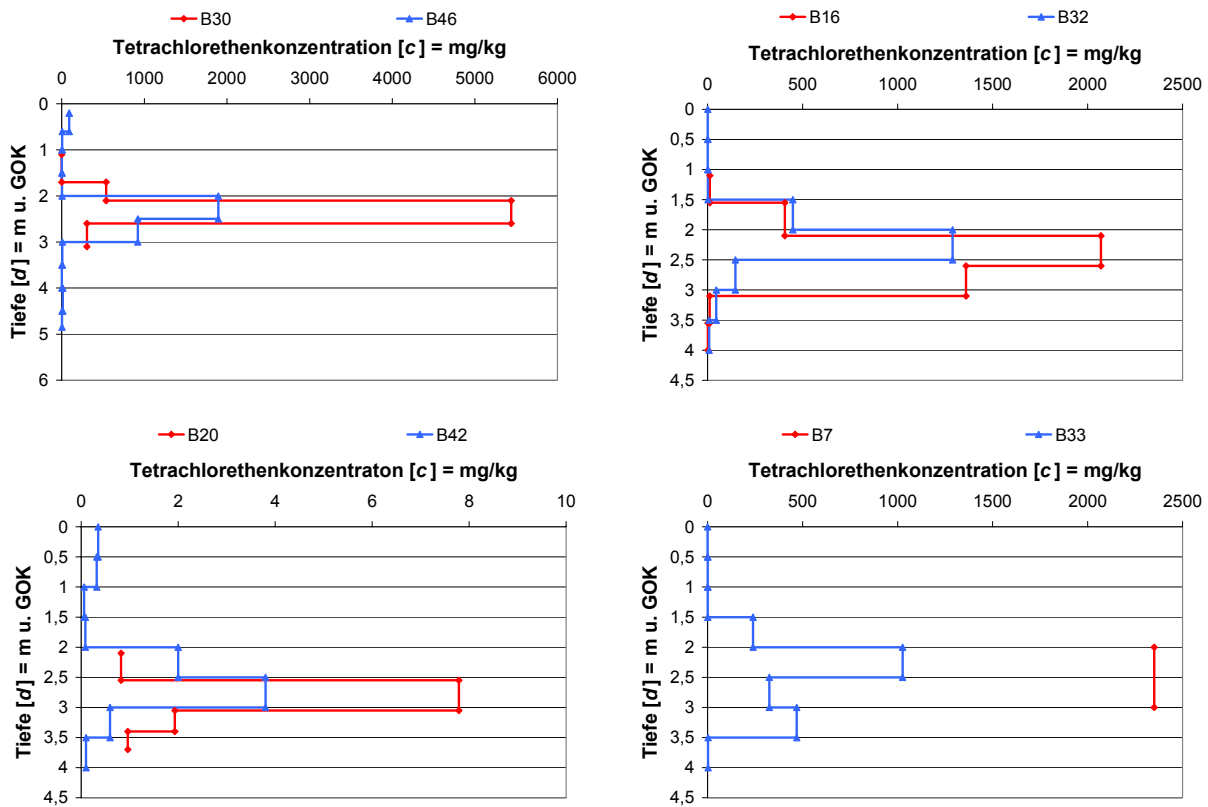 B30 B46
Tetrachlorethenkonzentration [c] = mg/kg
0 1000 2000 3000 4000 5000 6000
Tiefe [d] = m u. GOK
0
1
2
3
4
5
6
B16 B32
Tetrachlorethenkonzentration [c] = mg/kg
0 500 1000 1500 2000 2500
Tiefe [d] = m u. GOK
0
0,5
1
1,5
2
2,5
3
3,5
4
4,5
B20 B42
Tetrachlorethenkonzentraton [c] = mg/kg
0 2 4 6 8 10
Tiefe [d] = m u. GOK
0
0,5
1
1,5
2
2,5
3
3,5
4
4,5
B7 B33
Tetrachlorethenkonzentration [c] = mg/kg
0 500 1000 1500 2000 2500
Tiefe [d] = m u. GOK
0
0,5
1
1,5
2
2,5
3
3,5
4
4,5